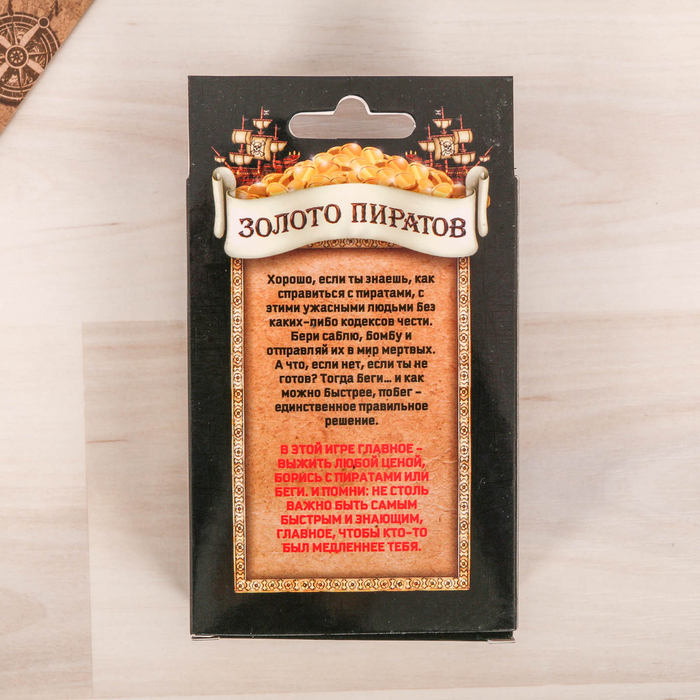 ЗОЛОТО ПИРАТОВ
Хорошо, если ты знаешь, как
справиться с пиратами, с
этими ужасными людьми без
каких-либо кодексов чести.
Бери саблю, бомбу и
отправляй их в мир мертвых.
А что, если нет, если ты не
готов? Тогда беги... и как
можно быстрее, побег -
единственное правильное
решение.
В ЭТОЙ ИГРЕ ГЛАВНОЕ -
ВЫЖИТЬ ЛЮБОЙ ЦЕНОЙ,
БОРИСЬ С ПИРАТАМИ ИЛИ
БЕГИ. И ПОМНИ: НЕ СТОЛЬ
ВАЖНО БЫТЬ САМЫМ
БЫСТРЫМ И ЗНАЮЩИМ,
ГЛАВНОЕ, ЧТОБЫ КТО-ТО
БЫЛ МЕДЛЕННЕЕ ТЕБЯ.